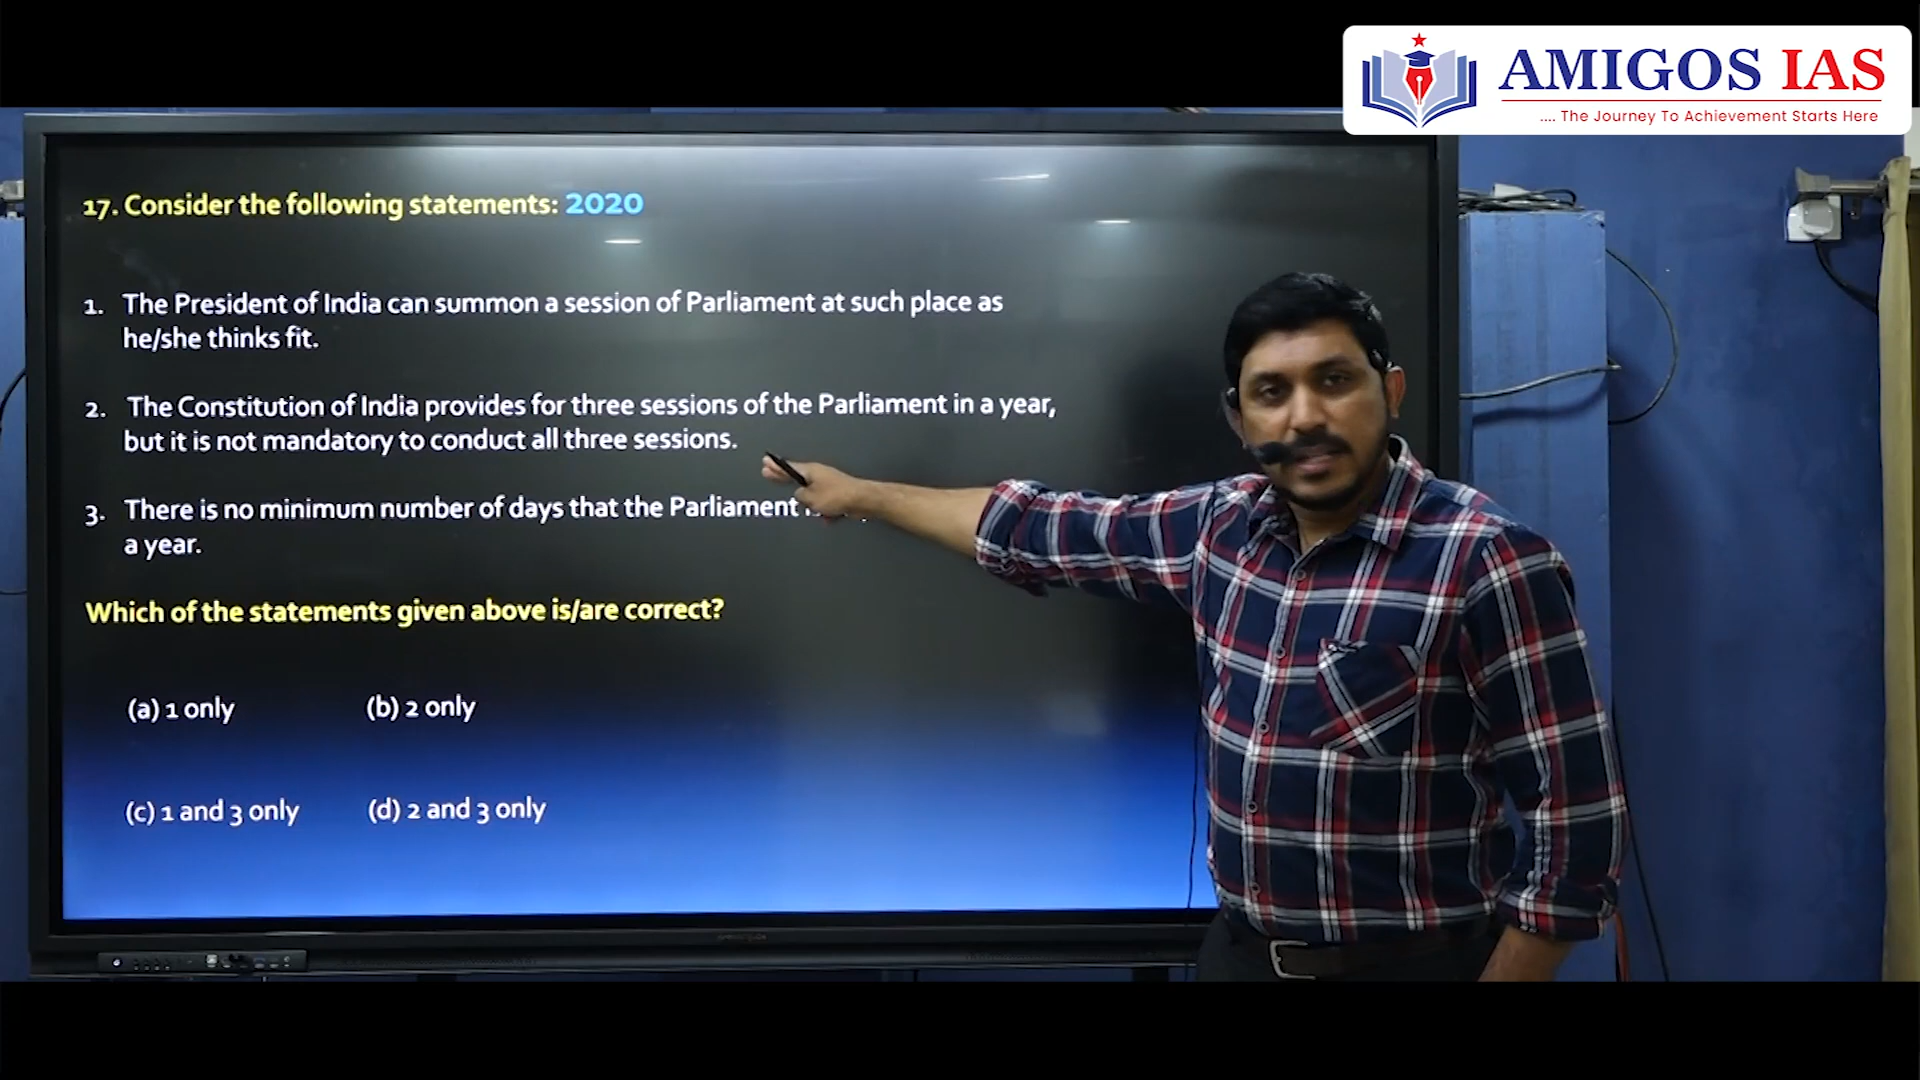 AMIGOS IAS
.... The Journey To Achievement Starts Here
17. Consider the following statements: 2020
1. The President of India can summon a session of Parliament at such place as
he/she thinks fit.
2. The Constitution of India provides for three sessions of the Parliament in a year,
but it is not mandatory to conduct all three sessions.
3. There is no minimum number of days that the Parliament
a year.
Which of the statements given above is/are correct?
(a) 1 only (b) 2 only
(c) 1 and 3 only (d) 2 and 3 only